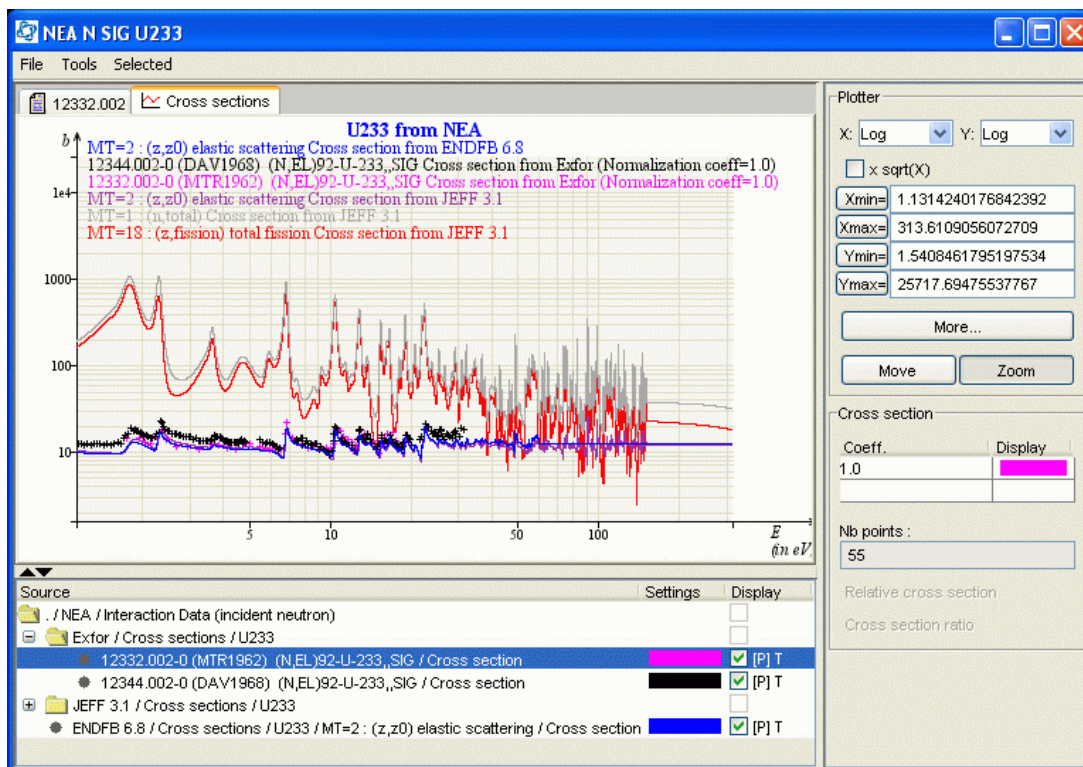 NEA N SIG U233
File Tools Selected
12332.002 Cross sections
U233 from NEA
b
MT=2 : (z,z0) elastic scattering Cross section from ENDFB 6.8
12344.002-0 (DAV1968) (N,EL)92-U-233,,SIG Cross section from Exfor (Normalization coeff=1.0)
12332.002-0 (MTR1962) (N,EL)92-U-233,,SIG Cross section from Exfor (Normalization coeff=1.0)
MT=2 : (z,z0) elastic scattering Cross section from JEFF 3.1
MT=1 : (n,total) Cross section from JEFF 3.1
MT=18 : (z,fission) total fission Cross section from JEFF 3.1
1e+4
1000
100
10
5 10 50 100
E
(in eV)
Plotter
X: Log Y: Log
x sqrt(X)
Xmin= 1.1314240176842392
Xmax= 313.6109056072709
Ymin= 1.5408461795197534
Ymax= 25717.69475537767
More...
Move Zoom
Cross section
Coeff. Display
1.0
Nb points :
55
Relative cross section
Cross section ratio
Source Settings Display
. / NEA / Interaction Data (incident neutron)
Exfor / Cross sections / U233
12332.002-0 (MTR1962) (N,EL)92-U-233,,SIG / Cross section [P] T
12344.002-0 (DAV1968) (N,EL)92-U-233,,SIG / Cross section [P] T
JEFF 3.1 / Cross sections / U233
ENDFB 6.8 / Cross sections / U233 / MT=2 : (z,z0) elastic scattering / Cross section [P] T